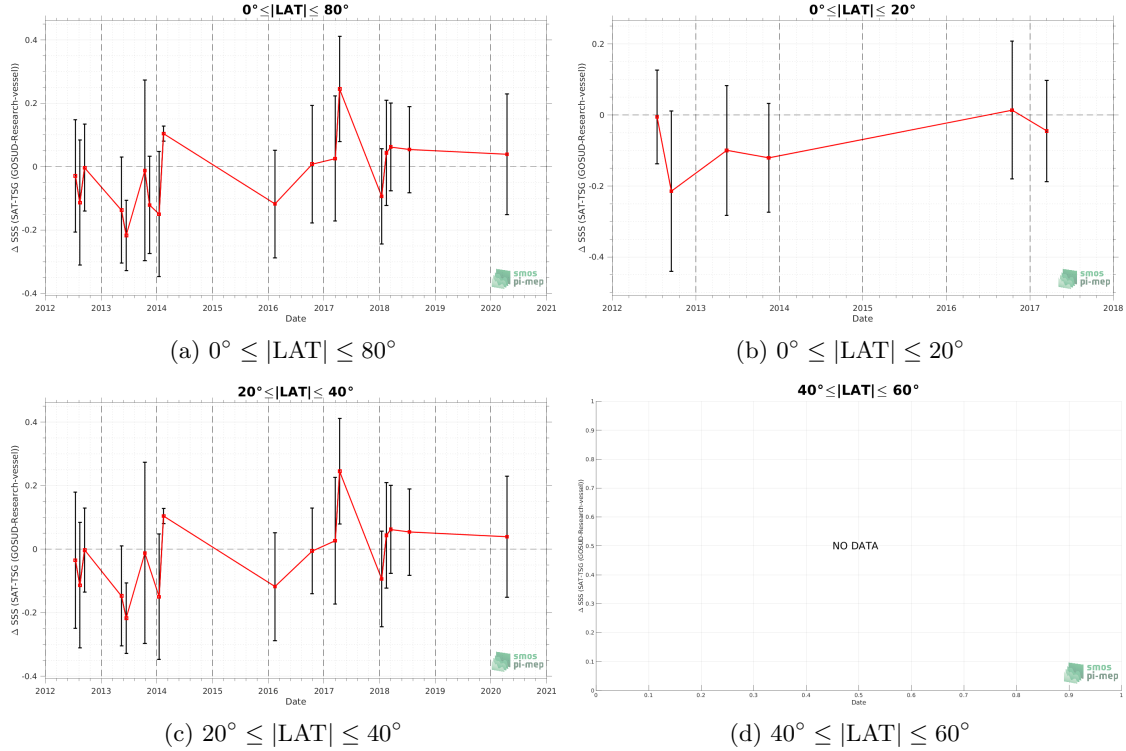 0°≤|LAT|≤ 80°
Δ SSS (SAT-TSG (GOSUD-Research-vessel))
0.4
0.2
0
-0.2
-0.4
2012 2013 2014 2015 2016 2017 2018 2019 2020 2021
Date
smos
pi-mep
(a) 0° ≤ |LAT| ≤ 80°
0°≤|LAT|≤ 20°
Δ SSS (SAT-TSG (GOSUD-Research-vessel))
0.2
0
-0.2
-0.4
2012 2013 2014 2015 2016 2017 2018
Date
smos
pi-mep
(b) 0° ≤ |LAT| ≤ 20°
20°≤|LAT|≤ 40°
Δ SSS (SAT-TSG (GOSUD-Research-vessel))
0.4
0.2
0
-0.2
-0.4
2012 2013 2014 2015 2016 2017 2018 2019 2020 2021
Date
smos
pi-mep
(c) 20° ≤ |LAT| ≤ 40°
40°≤|LAT|≤ 60°
Δ SSS (SAT-TSG (GOSUD-Research-vessel))
1
0.9
0.8
0.7
0.6
0.5
0.4
0.3
0.2
0.1
0
NO DATA
0 0.1 0.2 0.3 0.4 0.5 0.6 0.7 0.8 0.9 1
Date
smos
pi-mep
(d) 40° ≤ |LAT| ≤ 60°